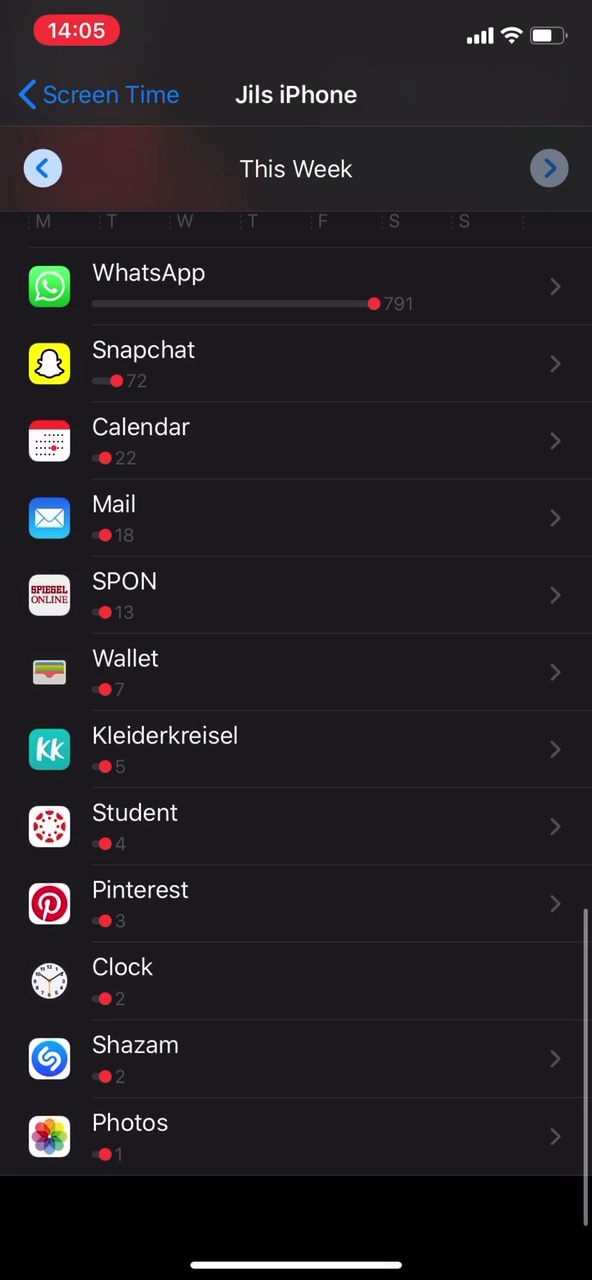 14:05
Screen Time
Jils iPhone
This Week
M T W T F S S
WhatsApp
791
Snapchat
72
Calendar
22
Mail
18
SPIEGEL
ONLINE
SPON
13
Wallet
7
kk
Kleiderkreisel
5
Student
4
Pinterest
3
Clock
2
Shazam
2
Photos
1